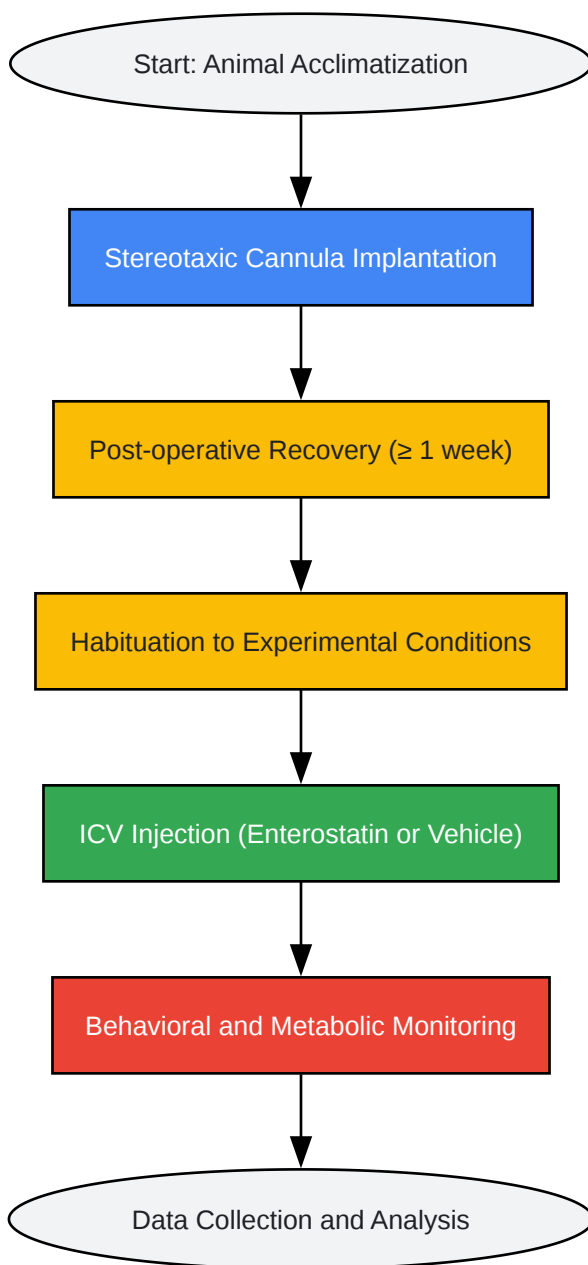 Start: Animal Acclimatization
Stereotaxic Cannula Implantation
Post-operative Recovery (≥ 1 week)
Habituation to Experimental Conditions
ICV Injection (Enterostatin or Vehicle)
Behavioral and Metabolic Monitoring
Data Collection and Analysis